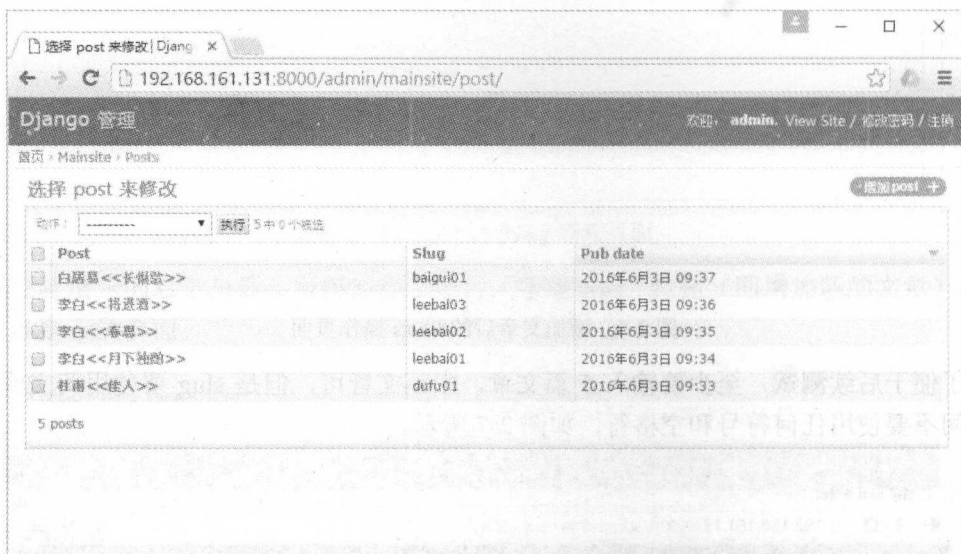 选择 post 来修改 | Djang ×
192.168.161.131:8000/admin/mainsite/post/
Django 管理
欢迎, admin. View Site / 修改密码 / 注销
首页 › Mainsite › Posts
选择 post 来修改
增加 post +
动作: --------- 执行 5 中 0 个被选
Post Slug Pub date
<<长恨歌>> baigui01 2016年6月3日 09:37
李白<<将进酒>> leebai03 2016年6月3日 09:36
李白<<春思>> leebai02 2016年6月3日 09:35
李白<<月下独酌>> leebai01 2016年6月3日 09:34
杜甫<<佳人>> dufu01 2016年6月3日 09:33
5 posts